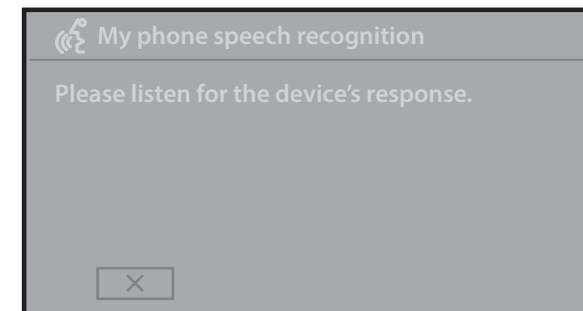 My phone speech recognition
Please listen for the device’s response.